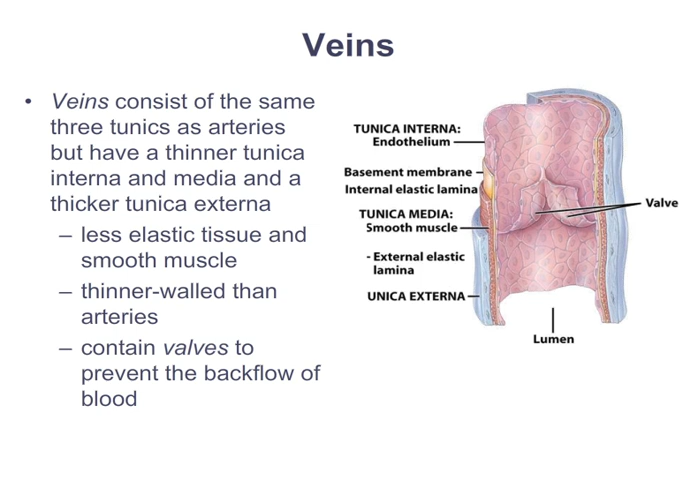 Veins
• Veins consist of the same
three tunics as arteries
but have a thinner tunica
interna and media and a
thicker tunica externa
– less elastic tissue and
smooth muscle
– thinner-walled than
arteries
– contain valves to
prevent the backflow of
blood
TUNICA INTERNA:
Endothelium
Basement membrane
Internal elastic lamina
TUNICA MEDIA:
Smooth muscle
- External elastic
lamina
UNICA EXTERNA
Valve
Lumen